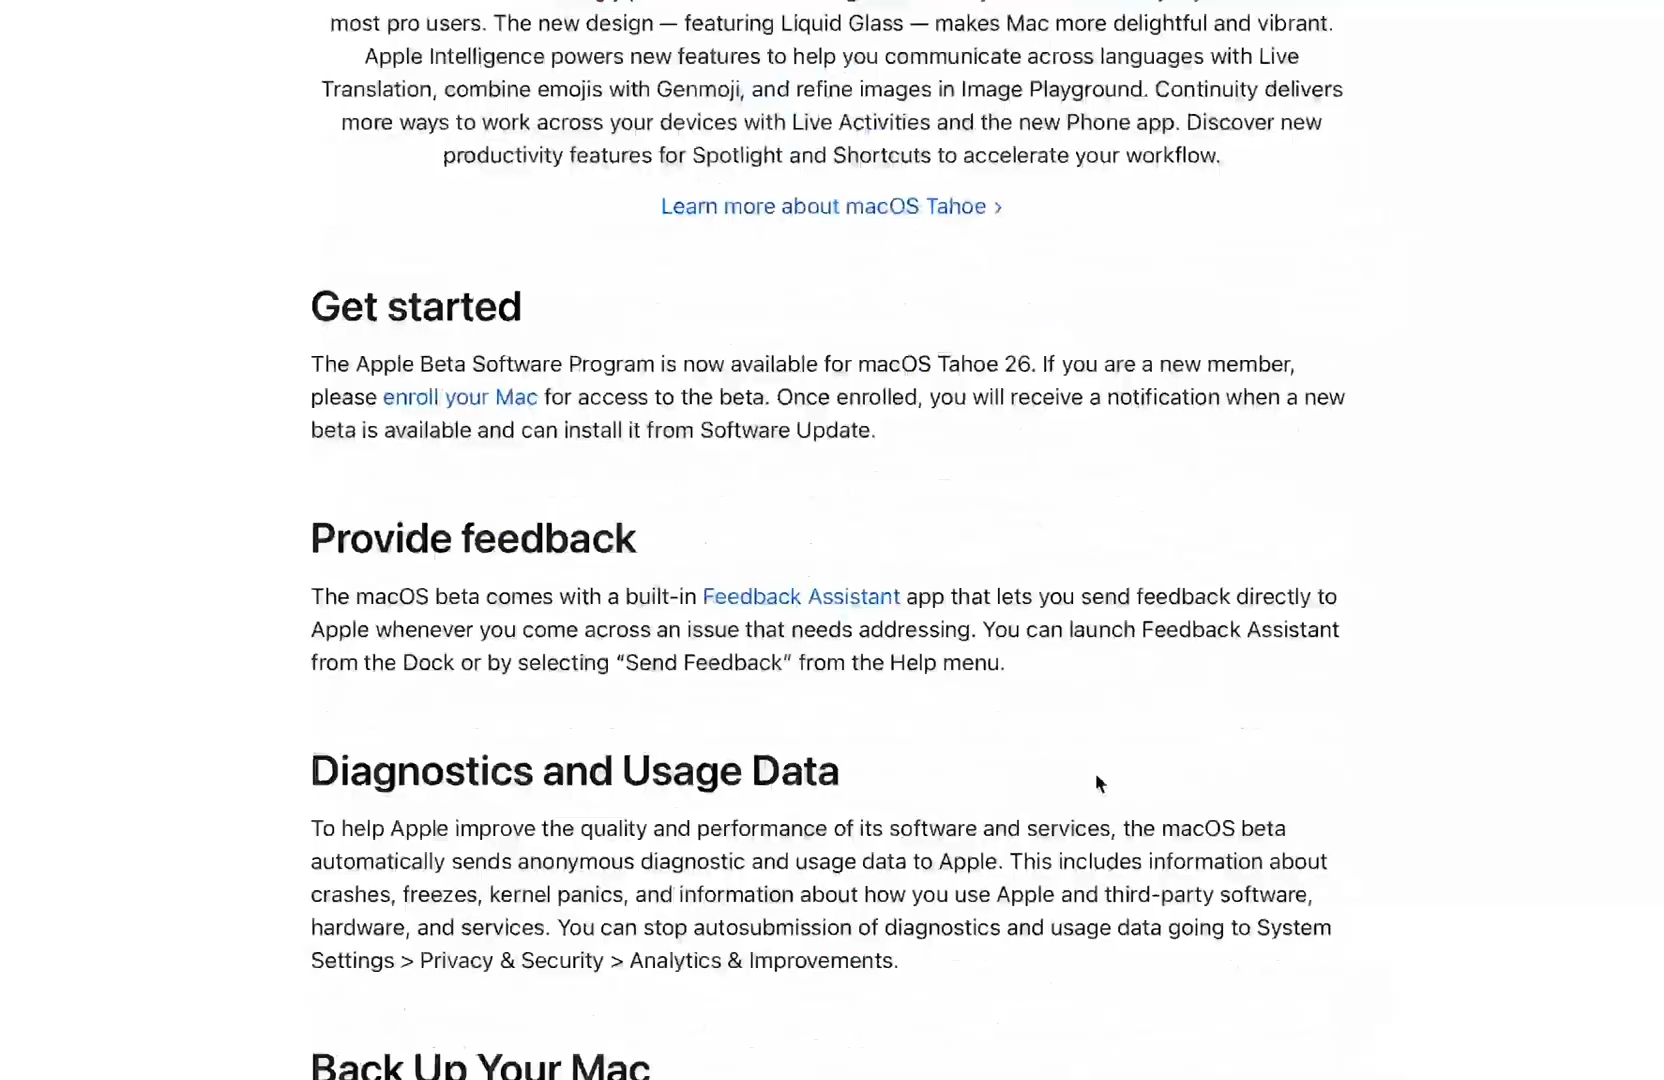 most pro users. The new design — featuring Liquid Glass — makes Mac more delightful and vibrant.
Apple Intelligence powers new features to help you communicate across languages with Live
Translation, combine emojis with Genmoji, and refine images in Image Playground. Continuity delivers
more ways to work across your devices with Live Activities and the new Phone app. Discover new
productivity features for Spotlight and Shortcuts to accelerate your workflow.
Learn more about macOS Tahoe >
Get started
The Apple Beta Software Program is now available for macOS Tahoe 26. If you are a new member,
please enroll your Mac for access to the beta. Once enrolled, you will receive a notification when a new
beta is available and can install it from Software Update.
Provide feedback
The macOS beta comes with a built-in Feedback Assistant app that lets you send feedback directly to
Apple whenever you come across an issue that needs addressing. You can launch Feedback Assistant
from the Dock or by selecting “Send Feedback” from the Help menu.
Diagnostics and Usage Data
To help Apple improve the quality and performance of its software and services, the macOS beta
automatically sends anonymous diagnostic and usage data to Apple. This includes information about
crashes, freezes, kernel panics, and information about how you use Apple and third-party software,
hardware, and services. You can stop autosubmission of diagnostics and usage data going to System
Settings > Privacy & Security > Analytics & Improvements.
Back Up Your Mac